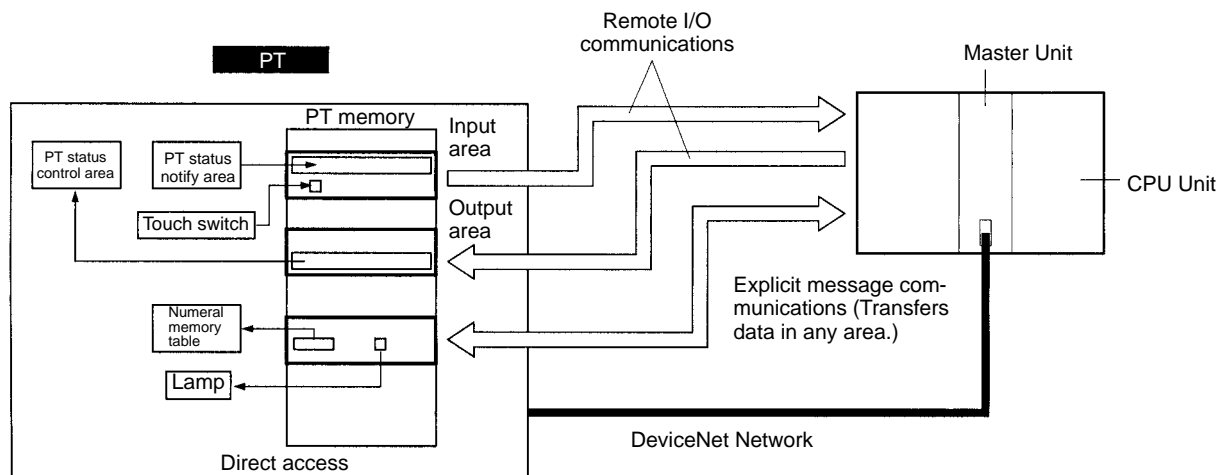 Remote I/O
communications
PT
Master Unit
PT memory
Input
area
PT status
control area
PT status
notify area
CPU Unit
Touch switch
Output
area
Explicit message com-
munications (Transfers
data in any area.)
Numeral
memory
table
Lamp
DeviceNet Network
Direct access